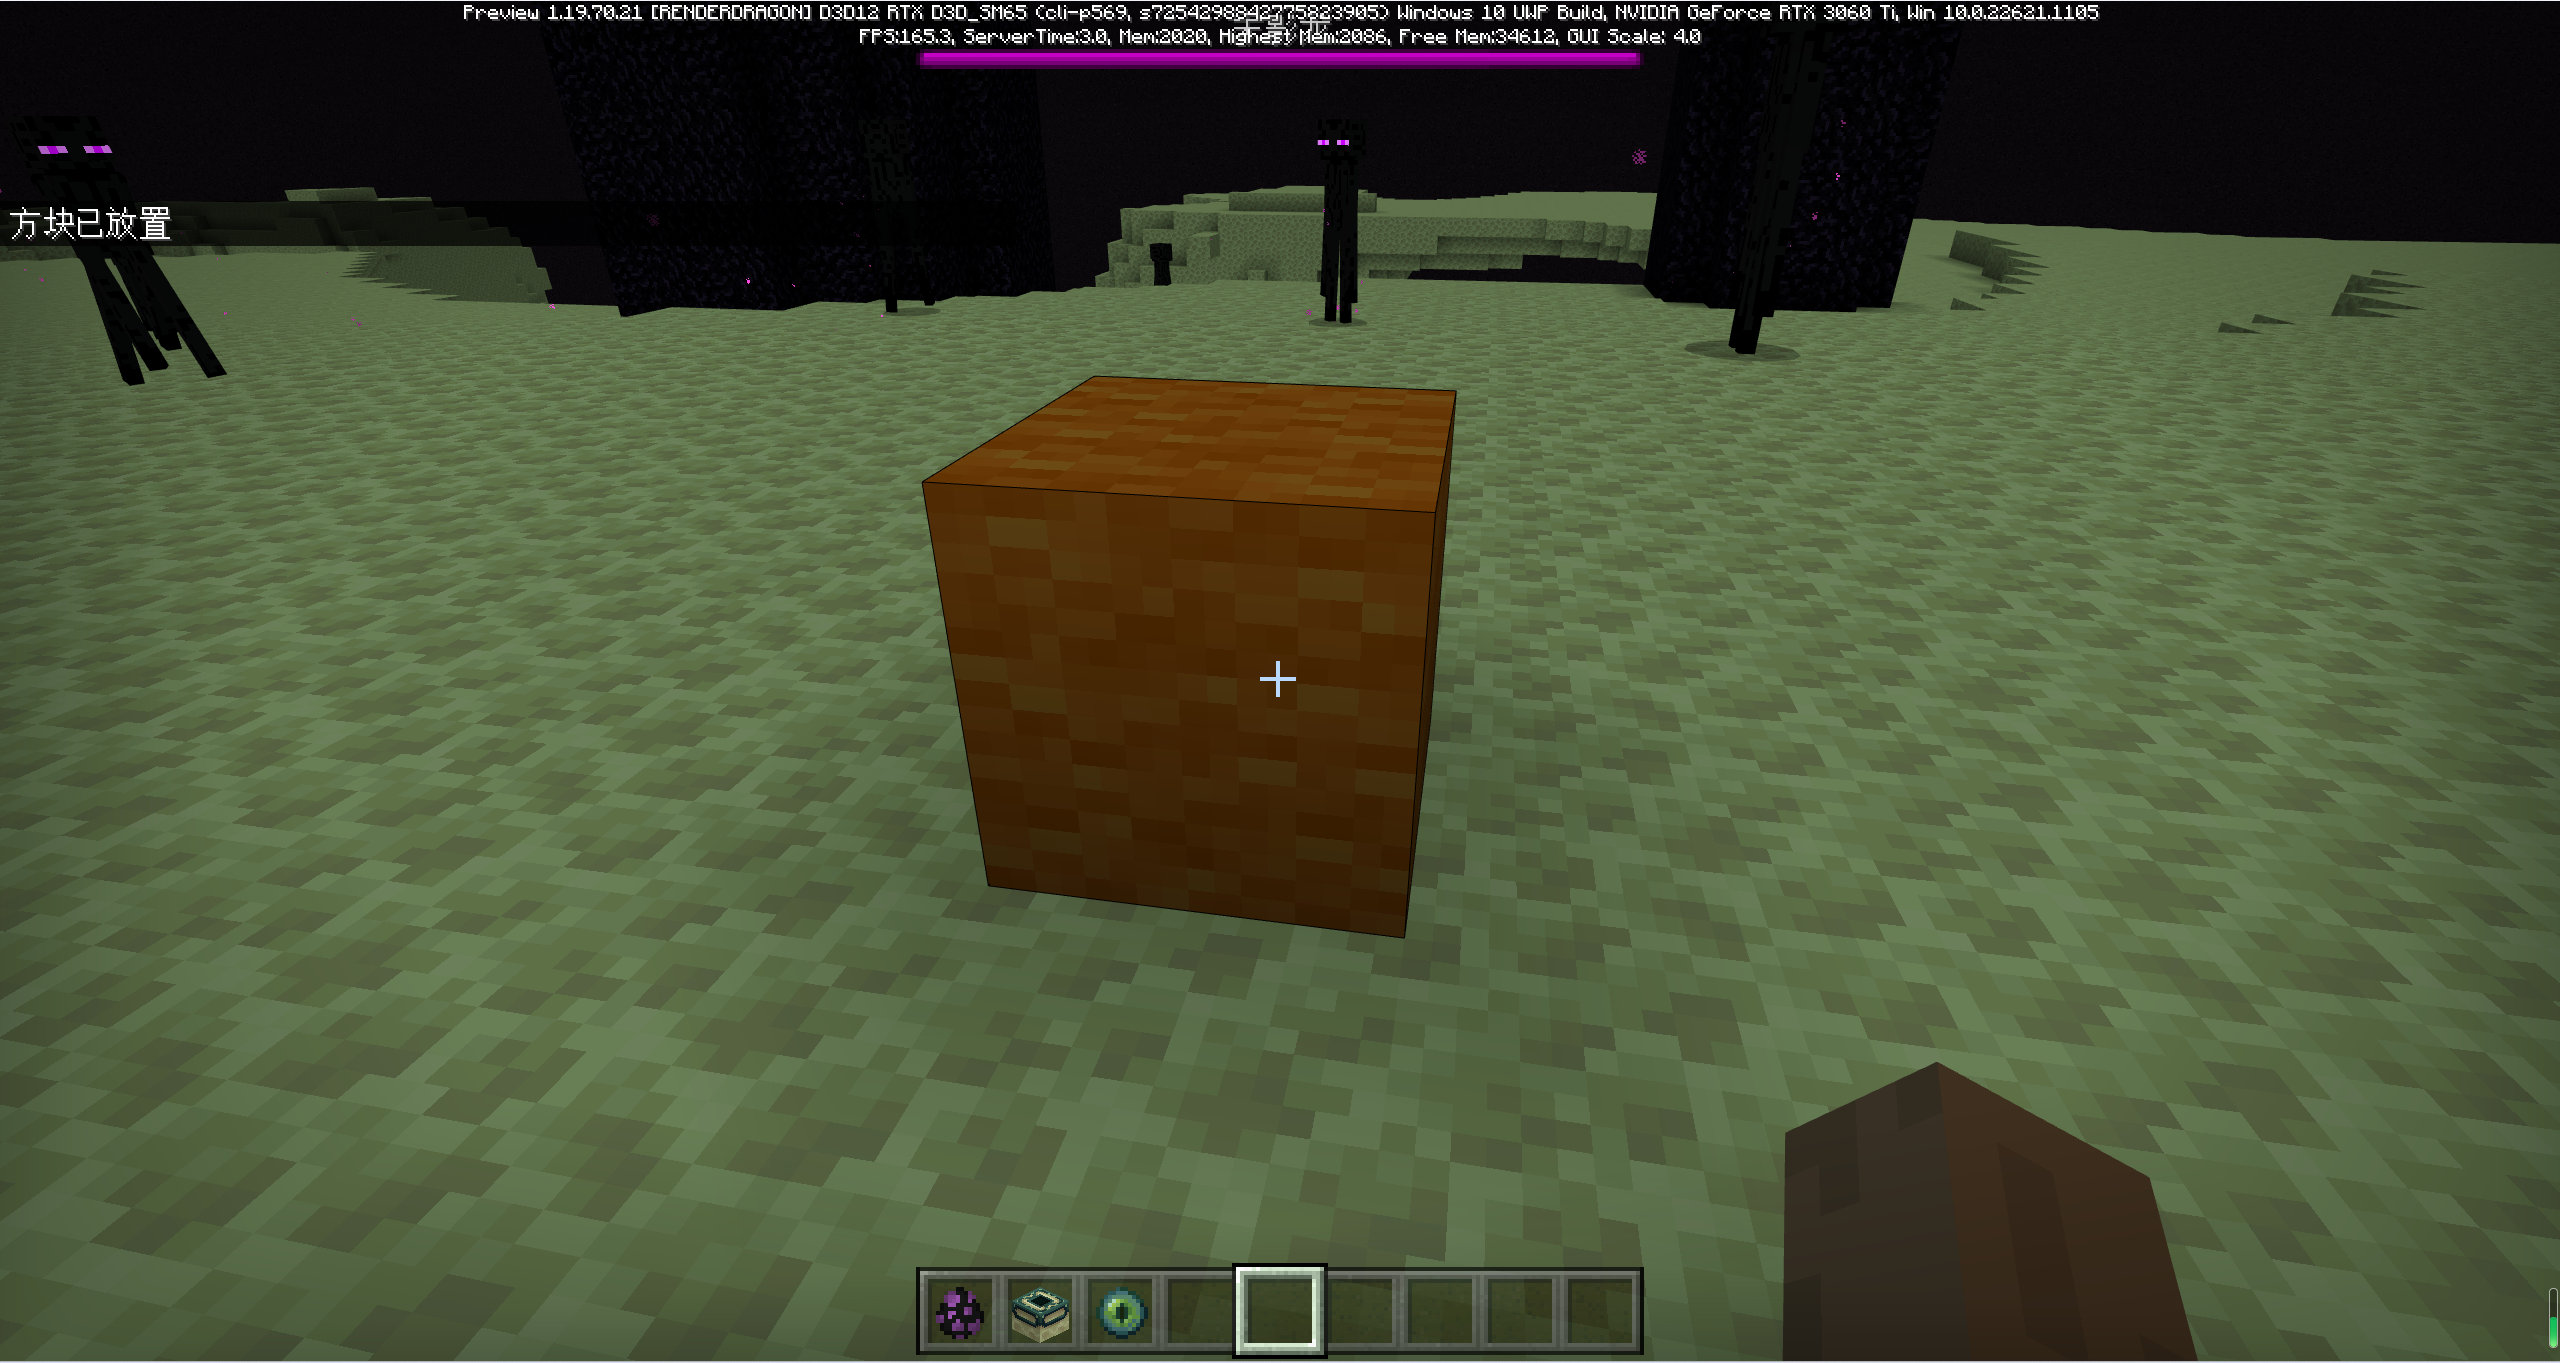 Preview 1.19.70.21 [RENDERDRAGON] D3D12 RTX D3D_SM65 (cli-p569, s7254298842775823905) Windows 10 UWP Build, NVIDIA GeForce RTX 3060 Ti, Win 10.0.22621.1105
FPS:165.3, ServerTime:3.0, Mem:2020, Highest Mem:2086, Free Mem:34612, GUI Scale: 4.0
方块已放置